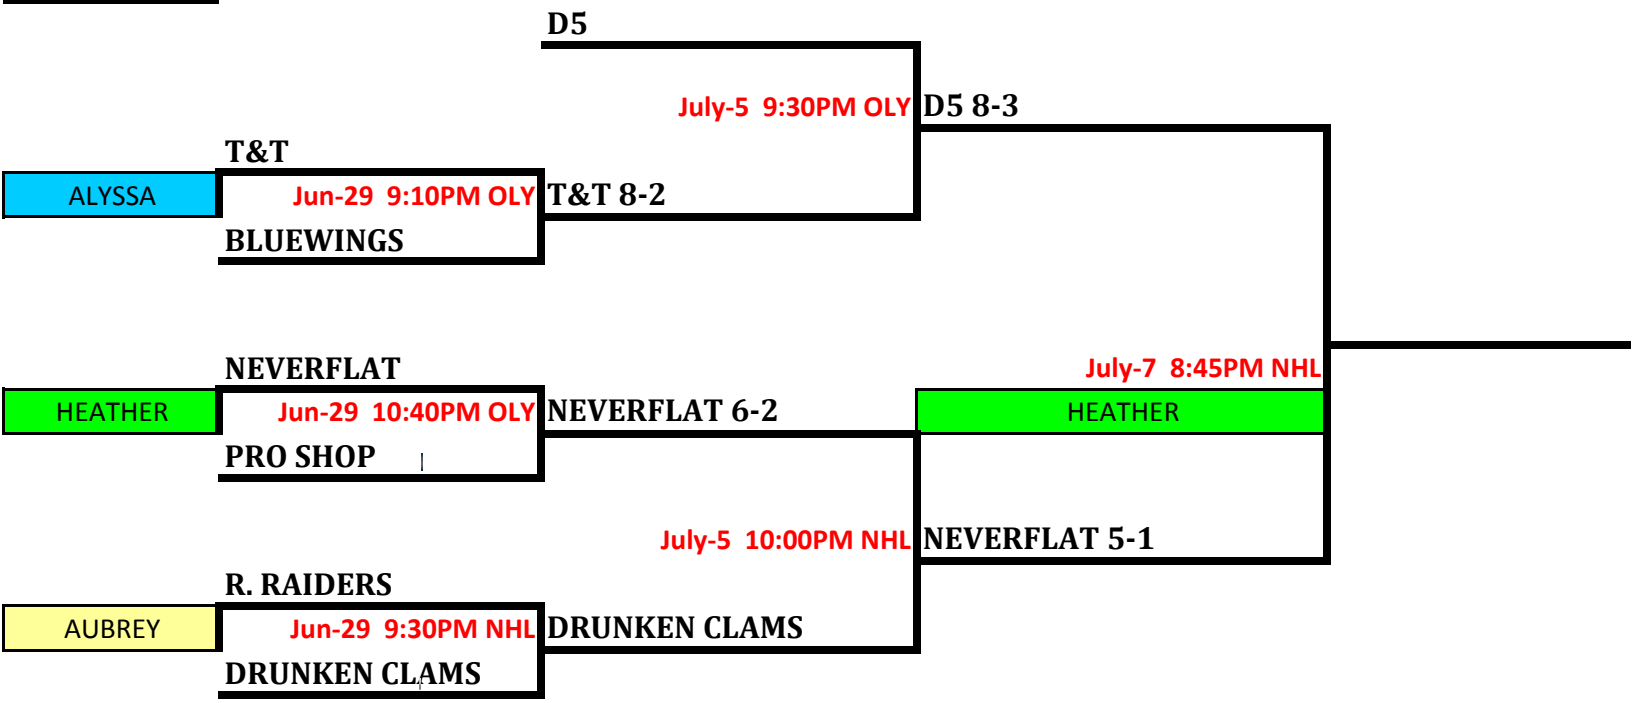 D5
July-5 9:30PM OLY
D5 8-3
T&T
ALYSSA
Jun-29 9:10PM OLY
T&T 8-2
BLUEWINGS
NEVERFLAT
July-7 8:45PM NHL
HEATHER
Jun-29 10:40PM OLY
NEVERFLAT 6-2
HEATHER
PRO SHOP
July-5 10:00PM NHL
NEVERFLAT 5-1
R. RAIDERS
AUBREY
Jun-29 9:30PM NHL
DRUNKEN CLAMS
DRUNKEN CLAMS